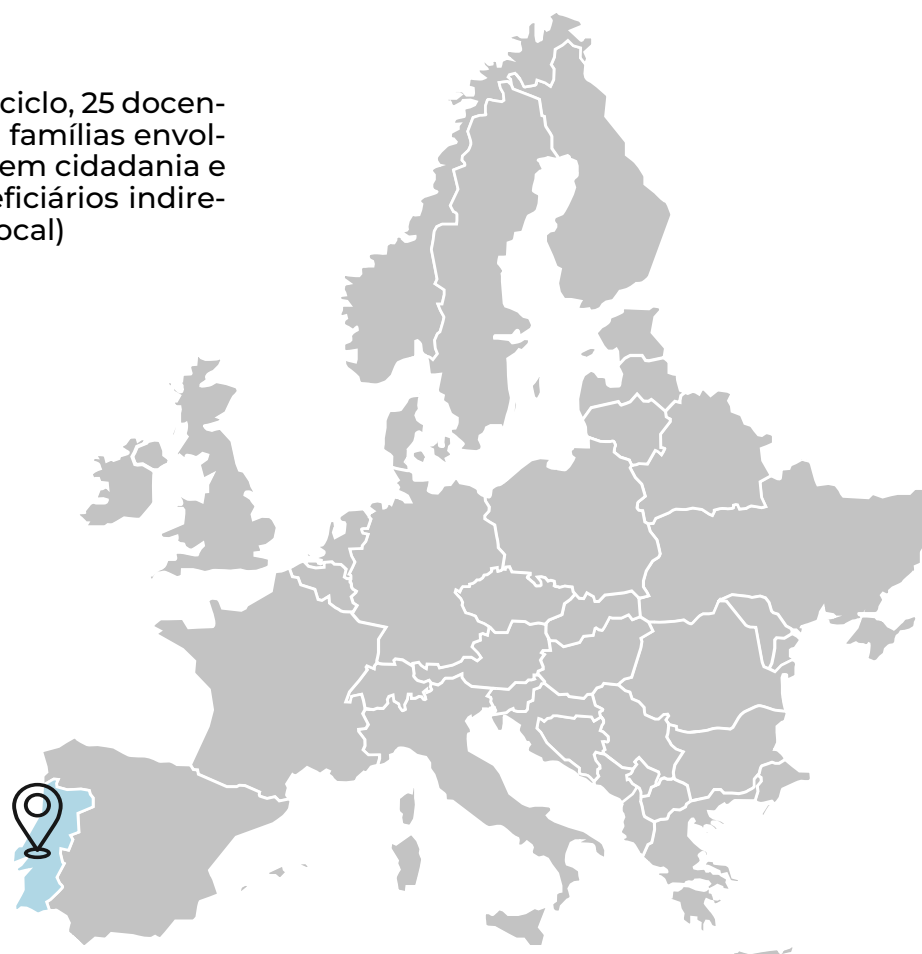 ciclo, 25 docen-
famílias envol-
em cidadania e
eficiários indire-
ocal)